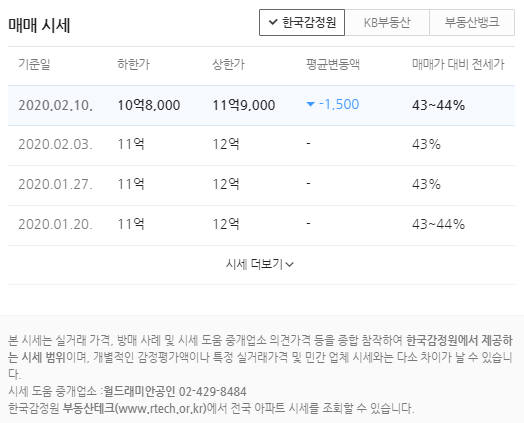 매매 시세
한국감정원 KB부동산 부동산뱅크
기준일 하한가 상한가 평균변동액 매매가 대비 전세가
2020.02.10. 10억8,000 11억9,000 -1,500 43~44%
2020.02.03. 11억 12억 - 43%
2020.01.27. 11억 12억 - 43%
2020.01.20. 11억 12억 - 43~44%
시세 더보기
본 시세는 실거래 가격, 방매 사례 및 시세 도움 중개업소 의견가격 등을 종합 참작하여 한국감정원에서 제공하
는 시세 범위이며, 개별적인 감정평가액이나 특정 실거래가격 및 민간 업체 시세와는 다소 차이가 날 수 있습니
다.
시세 도움 중개업소 :월드래미안공인 02-429-8484
한국감정원 부동산테크(www.rtech.or.kr)에서 전국 아파트 시세를 조회할 수 있습니다.